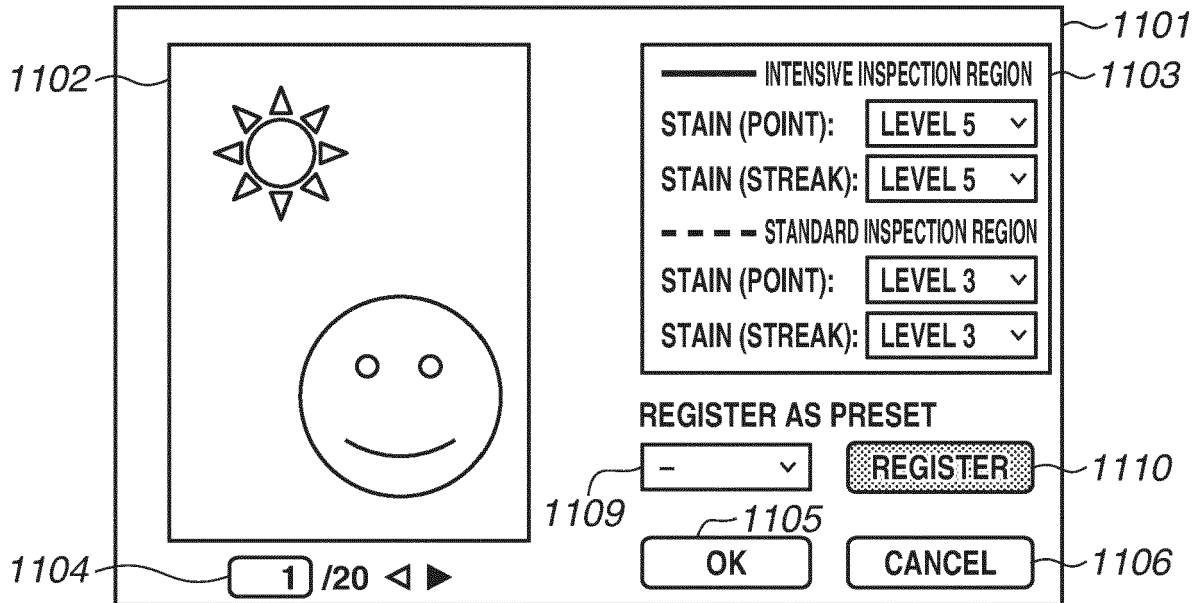 1101
1102
1103
INTENSIVE INSPECTION REGION
STAIN (POINT): LEVEL 5
STAIN (STREAK): LEVEL 5
STANDARD INSPECTION REGION
STAIN (POINT): LEVEL 3
STAIN (STREAK): LEVEL 3
REGISTER AS PRESET
– REGISTER 1110
1109
1105
OK CANCEL 1106
1104 1 /20